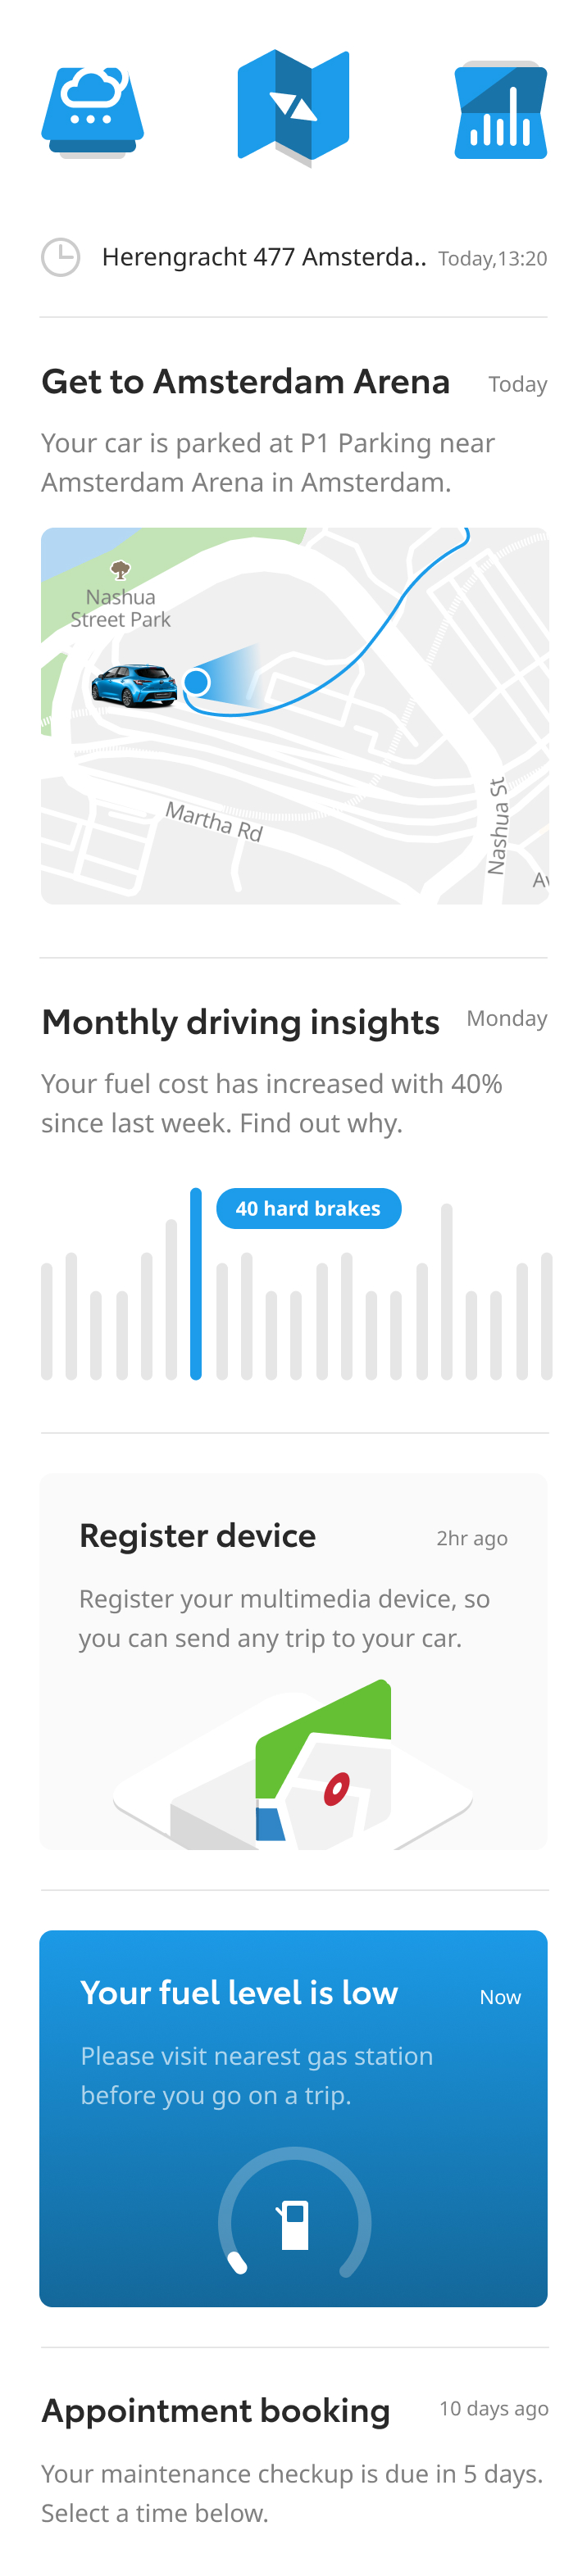 Herengracht 477 Amsterda.. Today,13:20
Get to Amsterdam Arena Today
Your car is parked at P1 Parking near
Amsterdam Arena in Amsterdam.
Nashua
Street Park
Martha Rd
Nashua St
Av
Monthly driving insights Monday
Your fuel cost has increased with 40%
since last week. Find out why.
40 hard brakes
Register device 2hr ago
Register your multimedia device, so
you can send any trip to your car.
Your fuel level is low Now
Please visit nearest gas station
before you go on a trip.
Appointment booking 10 days ago
Your maintenance checkup is due in 5 days.
Select a time below.